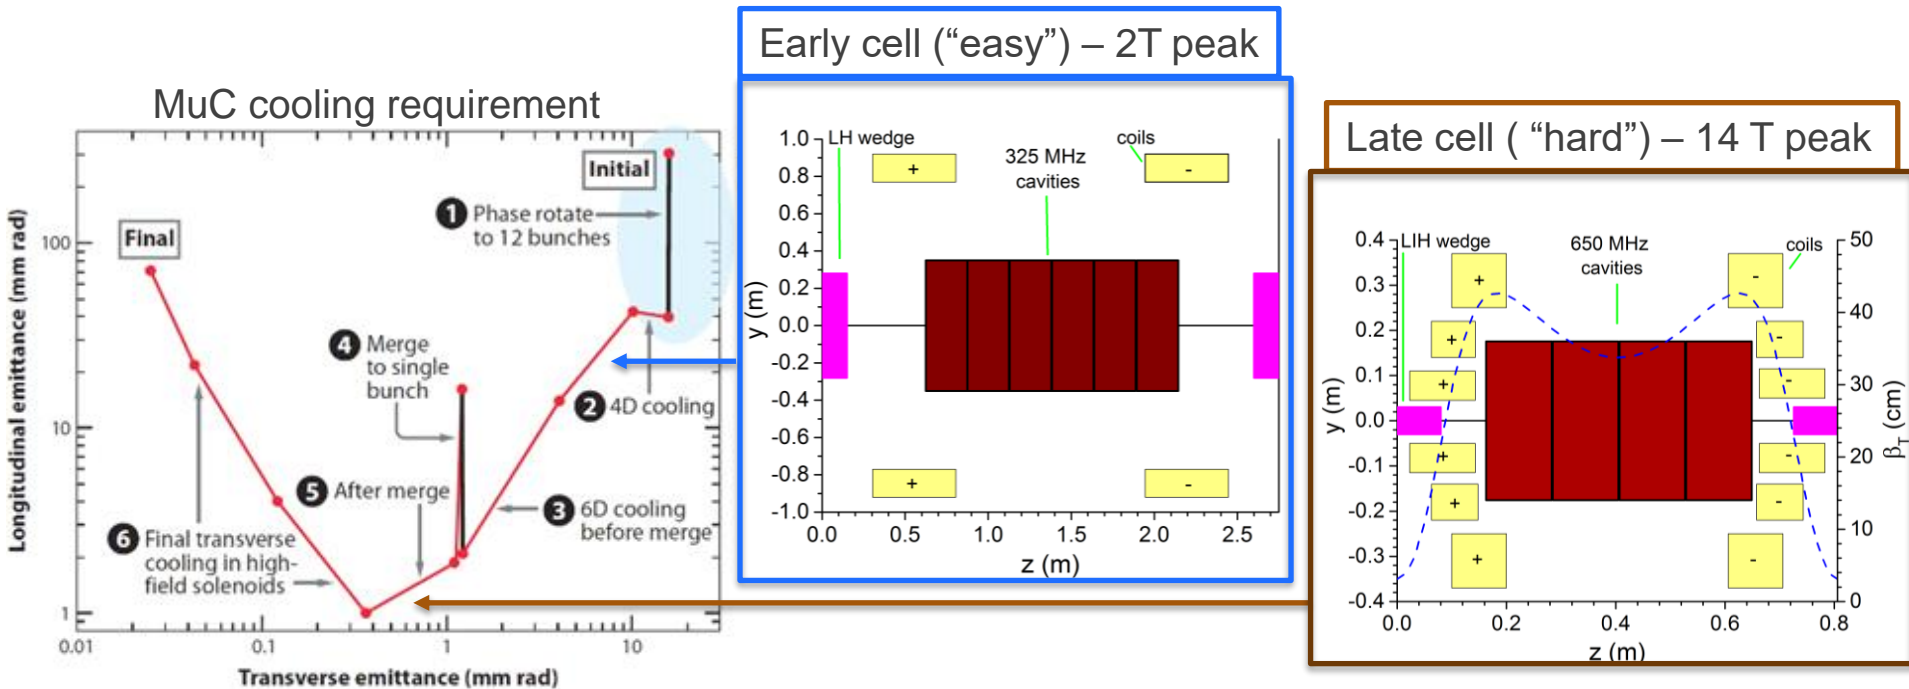 Early cell (“easy”) – 2T peak
MuC cooling requirement
Late cell ( “hard”) – 14 T peak
Longitudinal emittance (mm rad)
100
10
1
0.01
0.1
1
10
Transverse emittance (mm rad)
Initial
Final
1 Phase rotate
to 12 bunches
4 Merge
to single
bunch
2 4D cooling
5 After merge
3 6D cooling
before merge
6 Final transverse
cooling in high-
field solenoids
LH wedge
325 MHz
cavities
coils
+
-
+
-
y (m)
1.0
0.8
0.6
0.4
0.2
0.0
-0.2
-0.4
-0.6
-0.8
-1.0
0.0
0.5
1.0
1.5
2.0
2.5
z (m)
LIH wedge
650 MHz
cavities
coils
+
-
+
-
+
-
+
-
+
-
+
-
y (m)
0.4
0.3
0.2
0.1
0.0
-0.1
-0.2
-0.3
-0.4
50
40
30
20
10
0
βT (cm)
0.0
0.2
0.4
0.6
0.8
z (m)